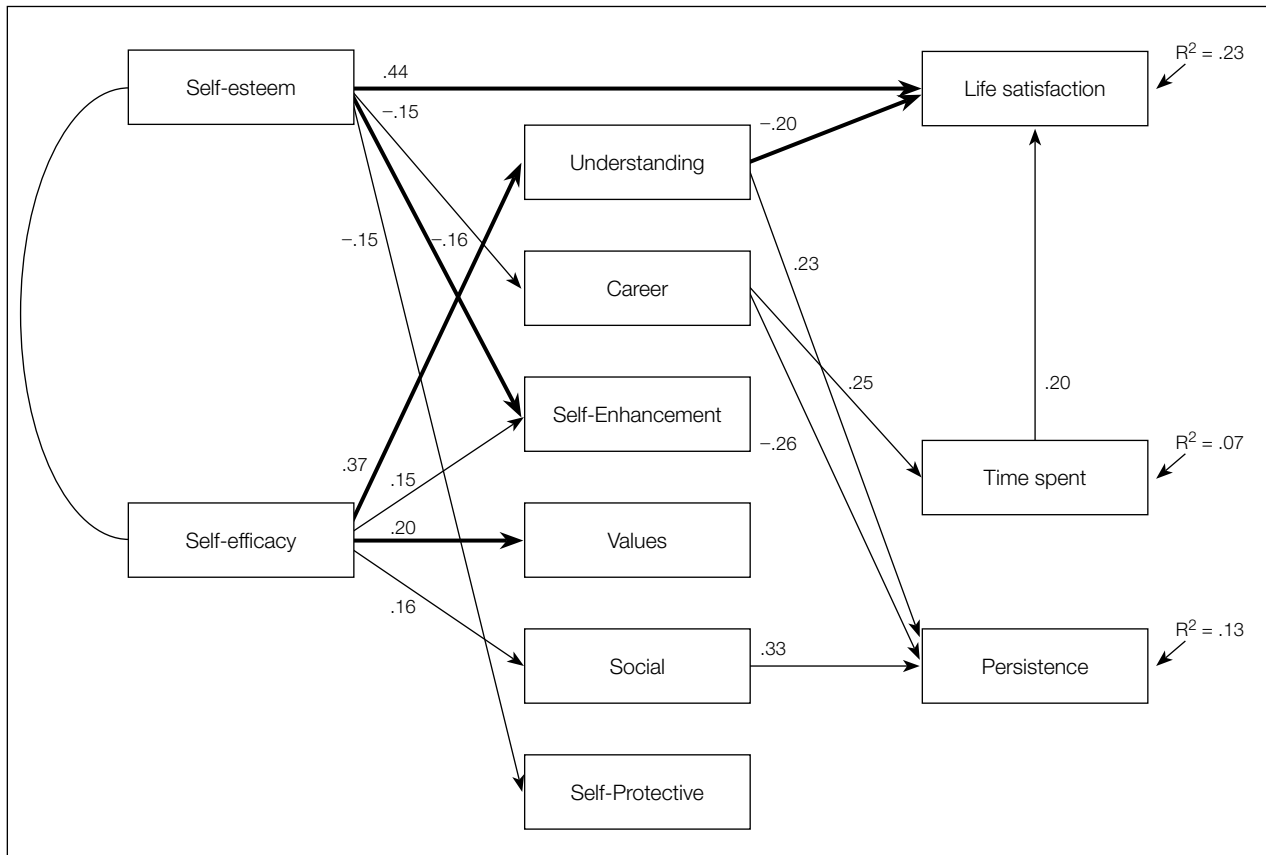 Self-esteem
.44
Life satisfaction
R² = .23
−.15
−.20
Understanding
−.15
−.16
.23
Career
.25
.20
Self-Enhancement
−.26
.37
.15
Time spent
R² = .07
Self-efficacy
.20
Values
.16
Social
.33
Persistence
R² = .13
Self-Protective